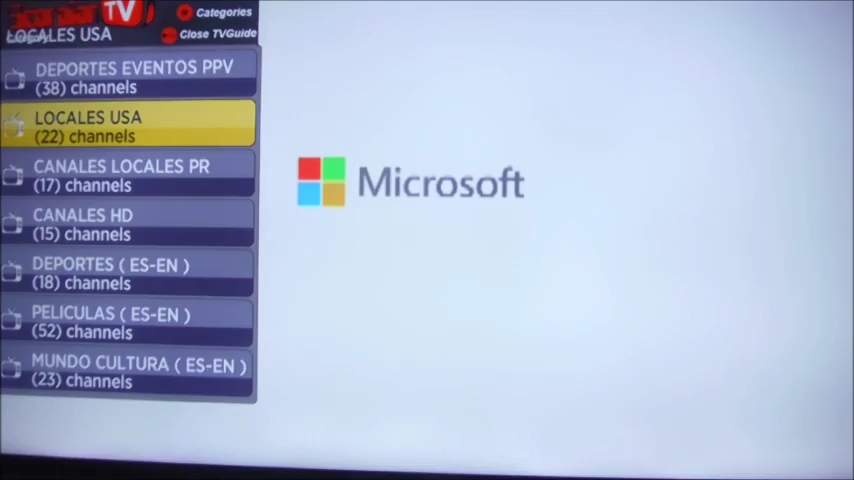 TV
Categories
LOCALES USA
Close TVGuide
DEPORTES EVENTOS PPV
(38) channels
LOCALES USA
(22) channels
CANALES LOCALES PR
(17) channels
CANALES HD
(15) channels
DEPORTES ( ES-EN )
(18) channels
PELICULAS ( ES-EN )
(52) channels
MUNDO CULTURA ( ES-EN )
(23) channels
Microsoft